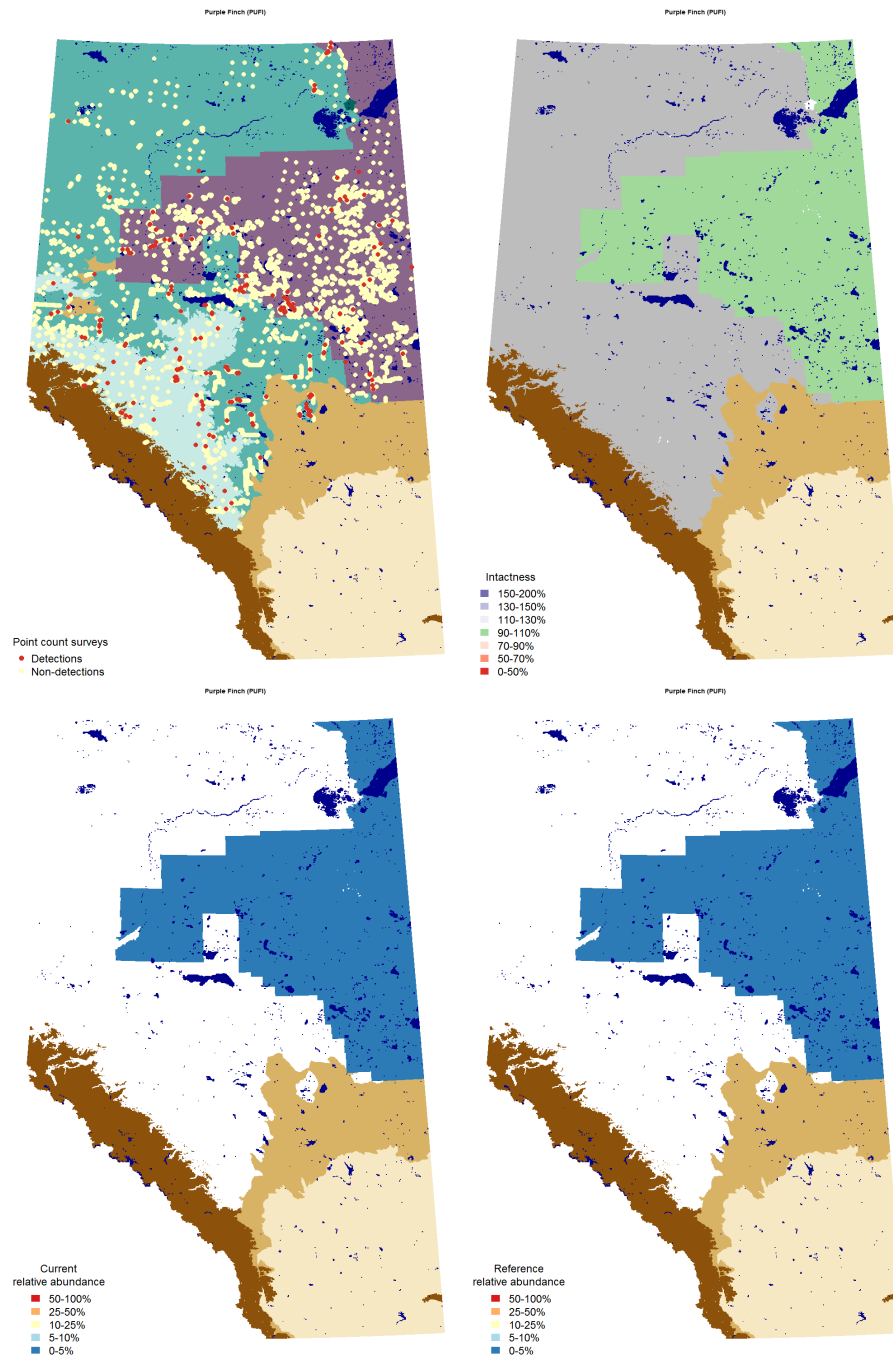 Purple Finch (PUFI)
Point count surveys
Detections
Non-detections
Purple Finch (PUFI)
Intactness
150-200%
130-150%
110-130%
90-110%
70-90%
50-70%
0-50%
Purple Finch (PUFI)
Current
relative abundance
50-100%
25-50%
10-25%
5-10%
0-5%
Purple Finch (PUFI)
Reference
relative abundance
50-100%
25-50%
10-25%
5-10%
0-5%